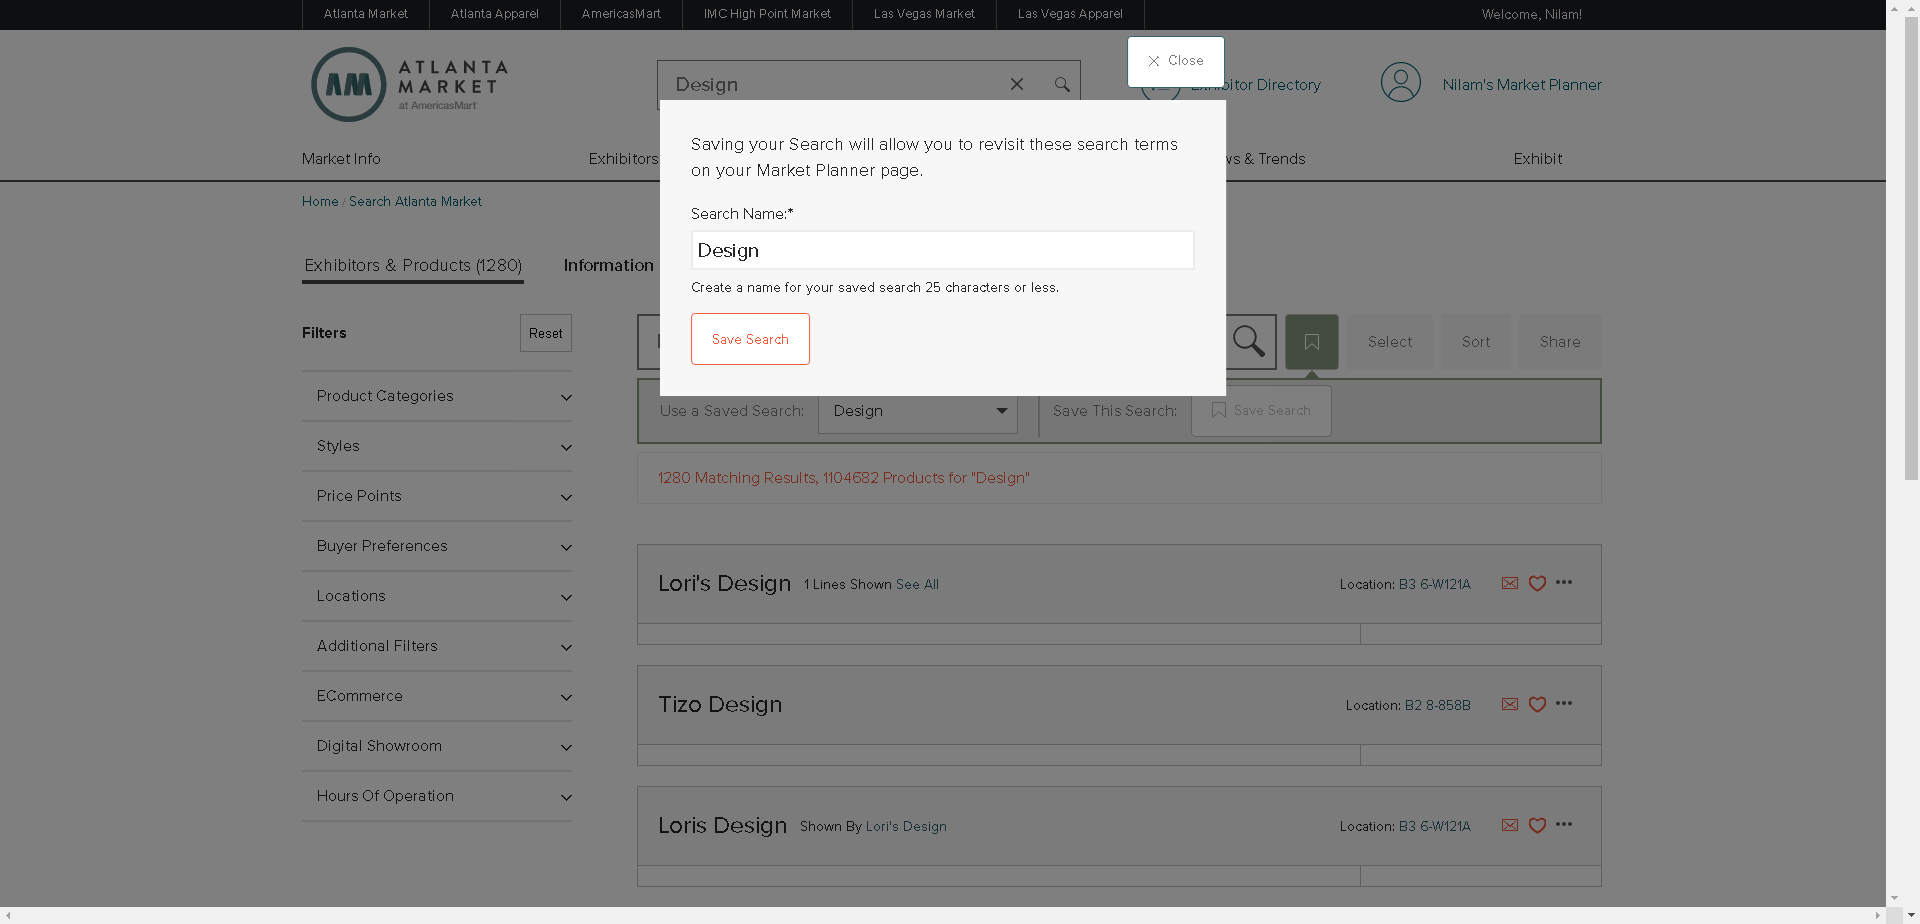 Atlanta Market Atlanta Apparel AmericasMart IMC High Point Market Las Vegas Market Las Vegas Apparel Welcome, Nilam!
Close
AM ATLANTA
MARKET
at AmericasMart
Design
Exhibitor Directory
Nilam's Market Planner
Market Info Exhibitors ws & Trends Exhibit
Saving your Search will allow you to revisit these search terms
on your Market Planner page.
Search Name:*
Design
Create a name for your saved search 25 characters or less.
Save Search
Home / Search Atlanta Market
Exhibitors & Products (1280) Information
Filters
Reset
Product Categories
Styles
Price Points
Buyer Preferences
Locations
Additional Filters
ECommerce
Digital Showroom
Hours Of Operation
Select Sort Share
Use a Saved Search: Design Save This Search: Save Search
1280 Matching Results, 1104682 Products for "Design"
Lori's Design 1 Lines Shown See All Location: B3 6-W121A
Tizo Design Location: B2 8-858B
Loris Design Shown By Lori's Design Location: B3 6-W121A